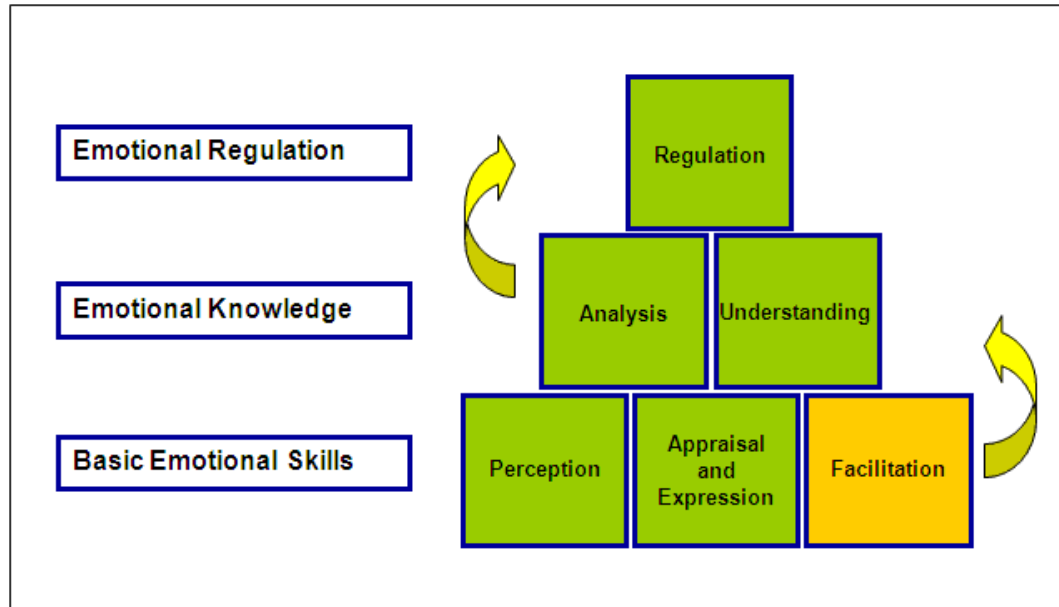 Emotional Regulation
Regulation
Emotional Knowledge
Analysis
Understanding
Basic Emotional Skills
Perception
Appraisal
and
Expression
Facilitation